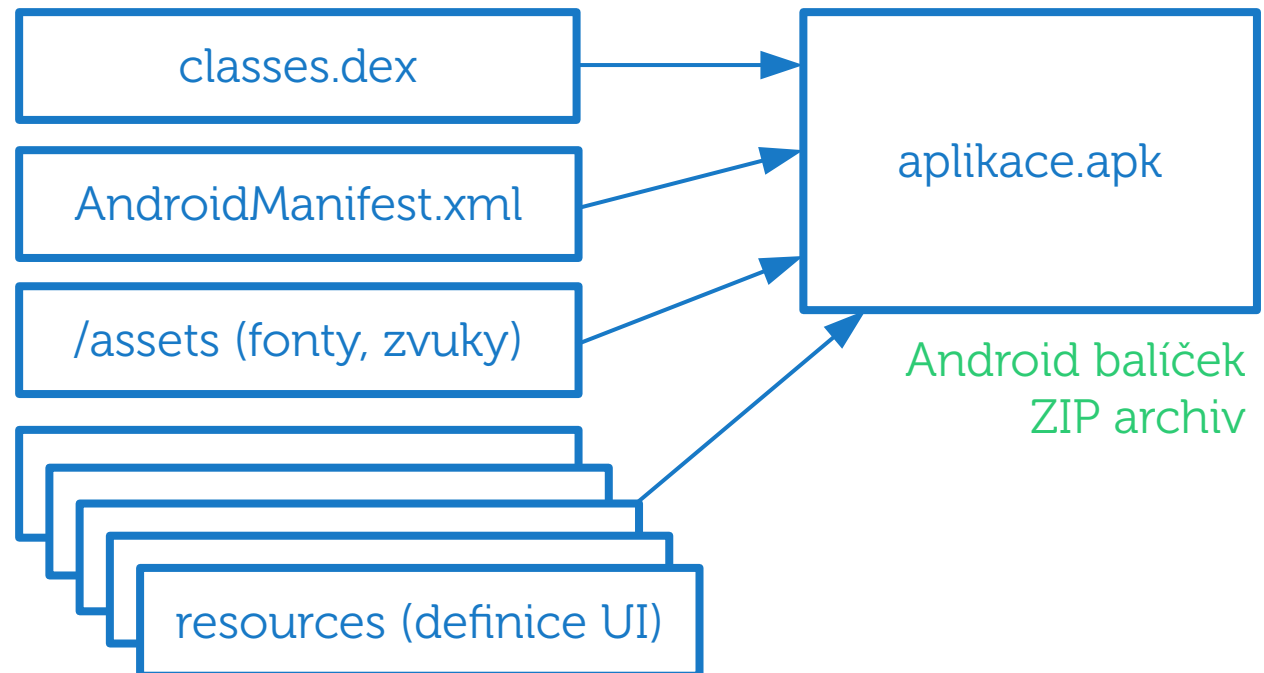 classes.dex
AndroidManifest.xml
/assets (fonty, zvuky)
resources (definice UI)
aplikace.apk
Android balíček
ZIP archiv